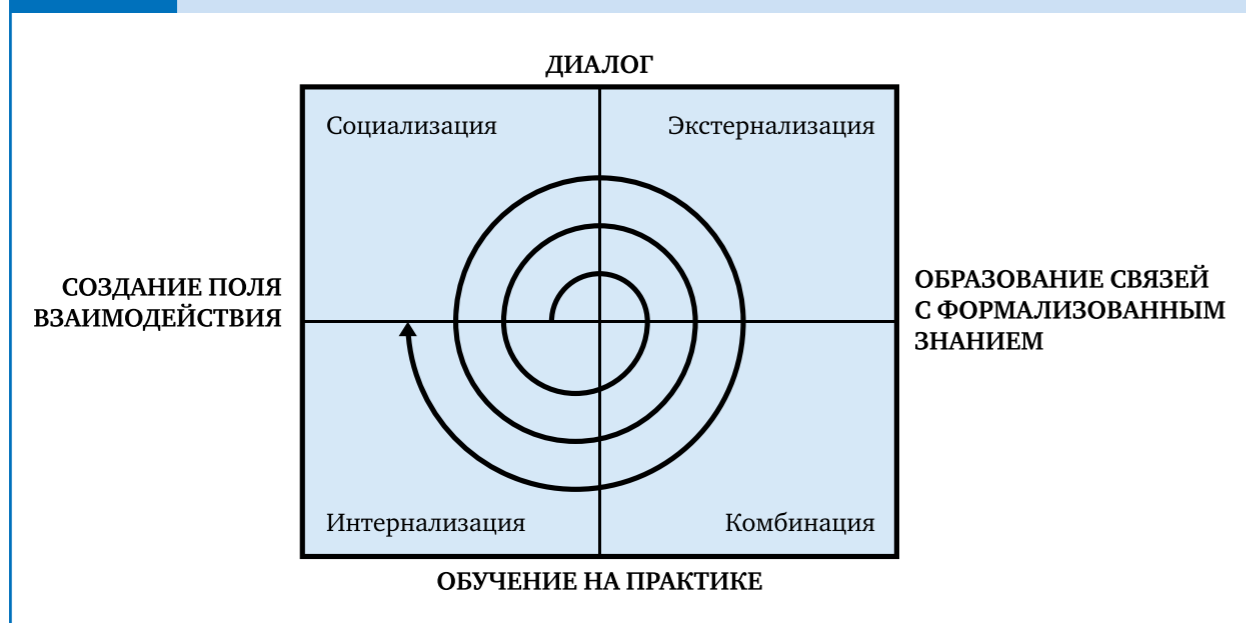 ДИАЛОГ
Социализация
Экстернализация
СОЗДАНИЕ ПОЛЯ
ВЗАИМОДЕЙСТВИЯ
ОБРАЗОВАНИЕ СВЯЗЕЙ
С ФОРМАЛИЗОВАННЫМ
ЗНАНИЕМ
Интернализация
Комбинация
ОБУЧЕНИЕ НА ПРАКТИКЕ